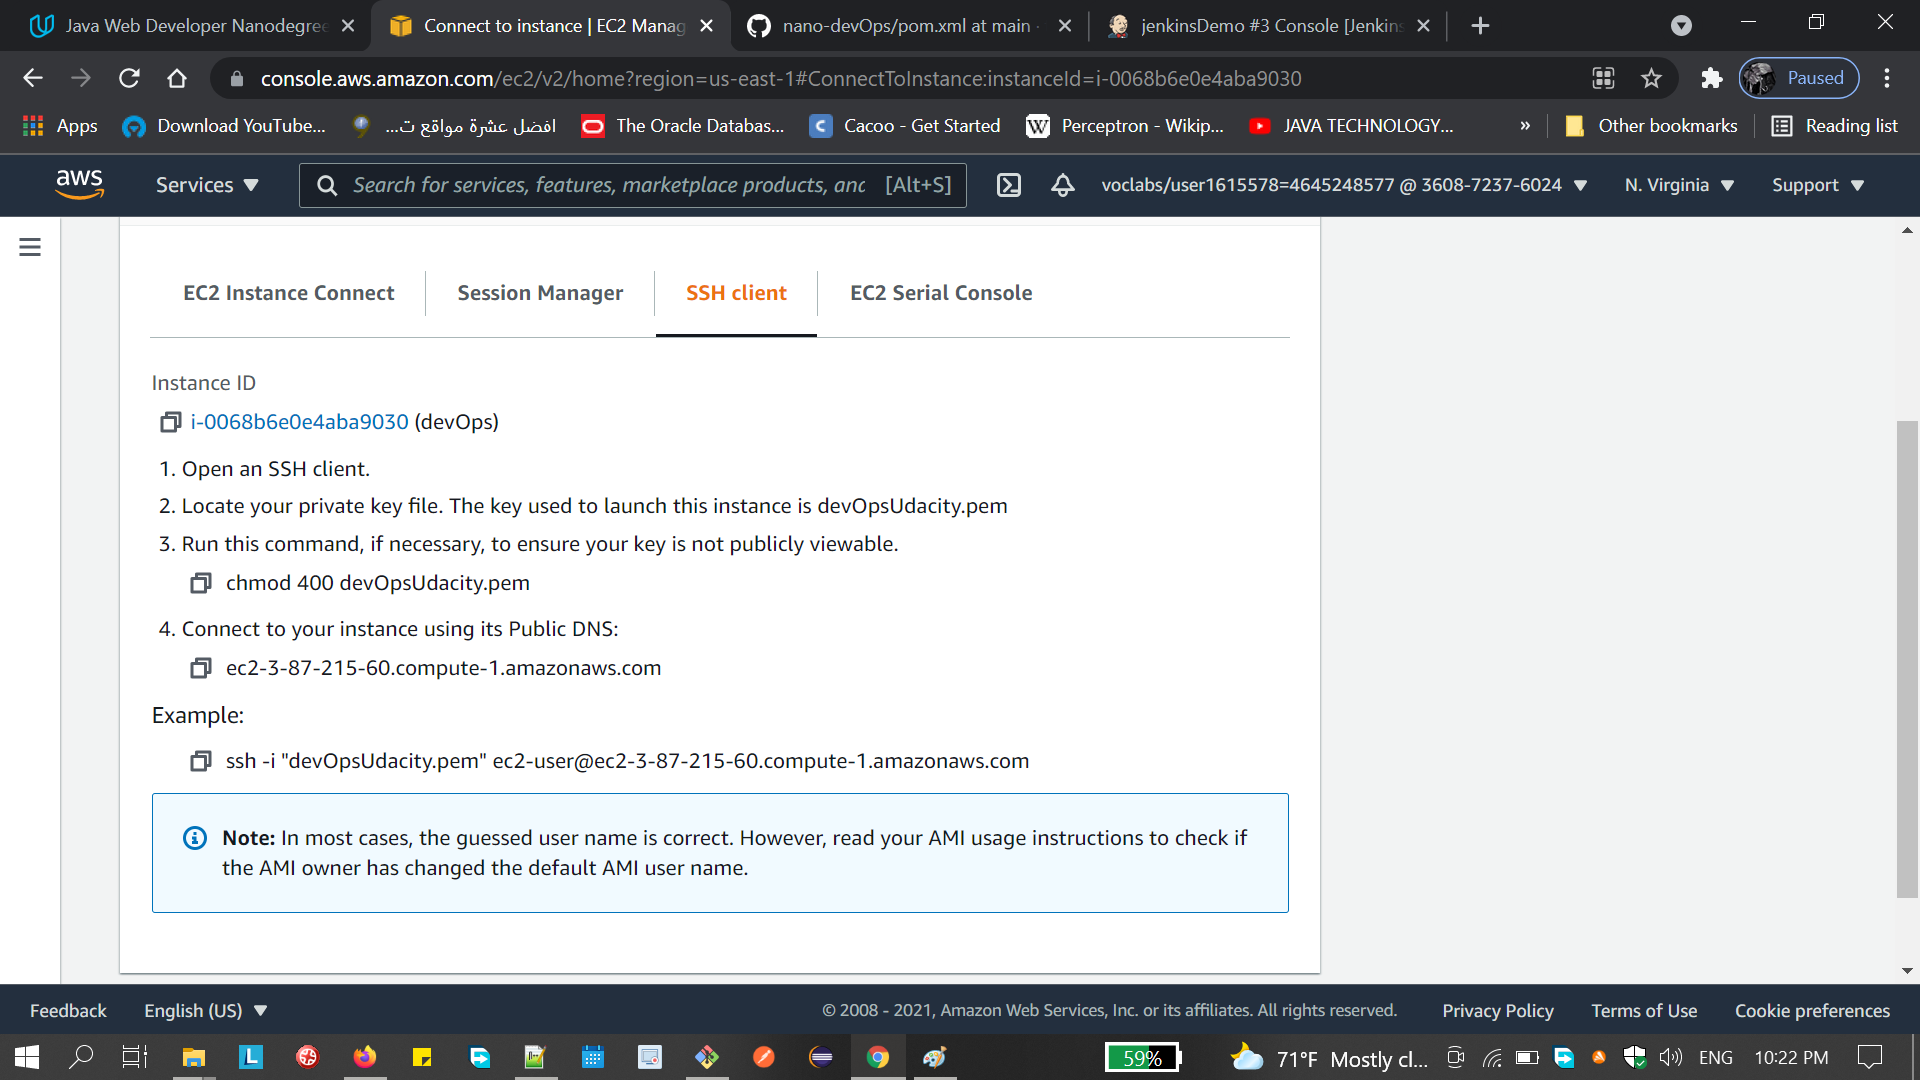 Java Web Developer Nanodegree
Connect to instance | EC2 Manag
nano-devOps/pom.xml at main ·
jenkinsDemo #3 Console [Jenkins
console.aws.amazon.com/ec2/v2/home?region=us-east-1#ConnectToInstance:instanceId=i-0068b6e0e4aba9030
Paused
Apps
Download YouTube...
افضل عشرة مواقع ت...
The Oracle Databas...
Cacoo - Get Started
Perceptron - Wikip...
JAVA TECHNOLOGY...
»
Other bookmarks
Reading list
aws
Services
Search for services, features, marketplace products, and
[Alt+S]
voclabs/user1615578=4645248577 @ 3608-7237-6024
N. Virginia
Support
EC2 Instance Connect
Session Manager
SSH client
EC2 Serial Console
Instance ID
i-0068b6e0e4aba9030 (devOps)
1. Open an SSH client.
2. Locate your private key file. The key used to launch this instance is devOpsUdacity.pem
3. Run this command, if necessary, to ensure your key is not publicly viewable.
chmod 400 devOpsUdacity.pem
4. Connect to your instance using its Public DNS:
ec2-3-87-215-60.compute-1.amazonaws.com
Example:
ssh -i "devOpsUdacity.pem" ec2-user@ec2-3-87-215-60.compute-1.amazonaws.com
Note: In most cases, the guessed user name is correct. However, read your AMI usage instructions to check if
the AMI owner has changed the default AMI user name.
Feedback
English (US)
© 2008 - 2021, Amazon Web Services, Inc. or its affiliates. All rights reserved.
Privacy Policy
Terms of Use
Cookie preferences
59%
71°F Mostly cl...
ENG
10:22 PM